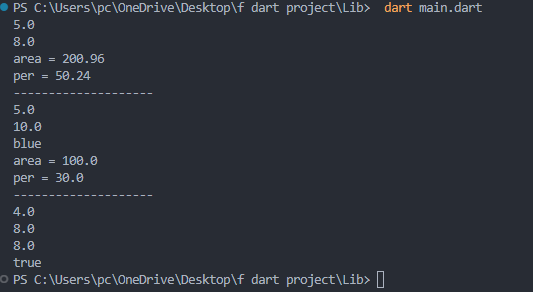 PS C:\Users\pc\OneDrive\Desktop\f dart project\Lib> dart main.dart
5.0
8.0
area = 200.96
per = 50.24
--------------------
5.0
10.0
blue
area = 100.0
per = 30.0
--------------------
4.0
8.0
8.0
true
PS C:\Users\pc\OneDrive\Desktop\f dart project\Lib>